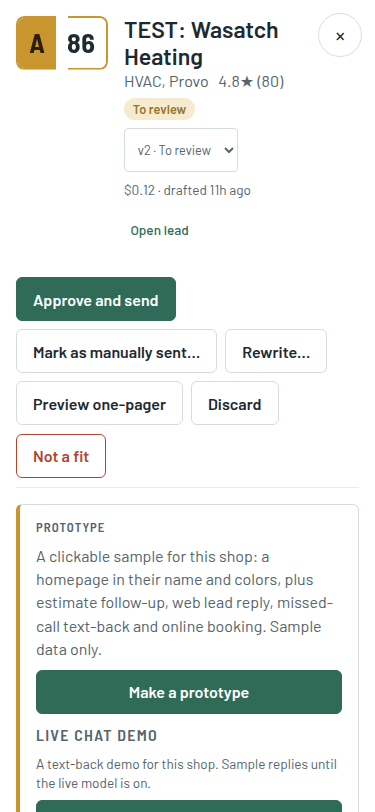 A 86
TEST: Wasatch
Heating
×
HVAC, Provo 4.8★ (80)
To review
v2 · To review
$0.12 · drafted 11h ago
Open lead
Approve and send
Mark as manually sent...
Rewrite...
Preview one-pager
Discard
Not a fit
PROTOTYPE
A clickable sample for this shop: a
homepage in their name and colors, plus
estimate follow-up, web lead reply, missed-
call text-back and online booking. Sample
data only.
Make a prototype
LIVE CHAT DEMO
A text-back demo for this shop. Sample replies until
the live model is on.